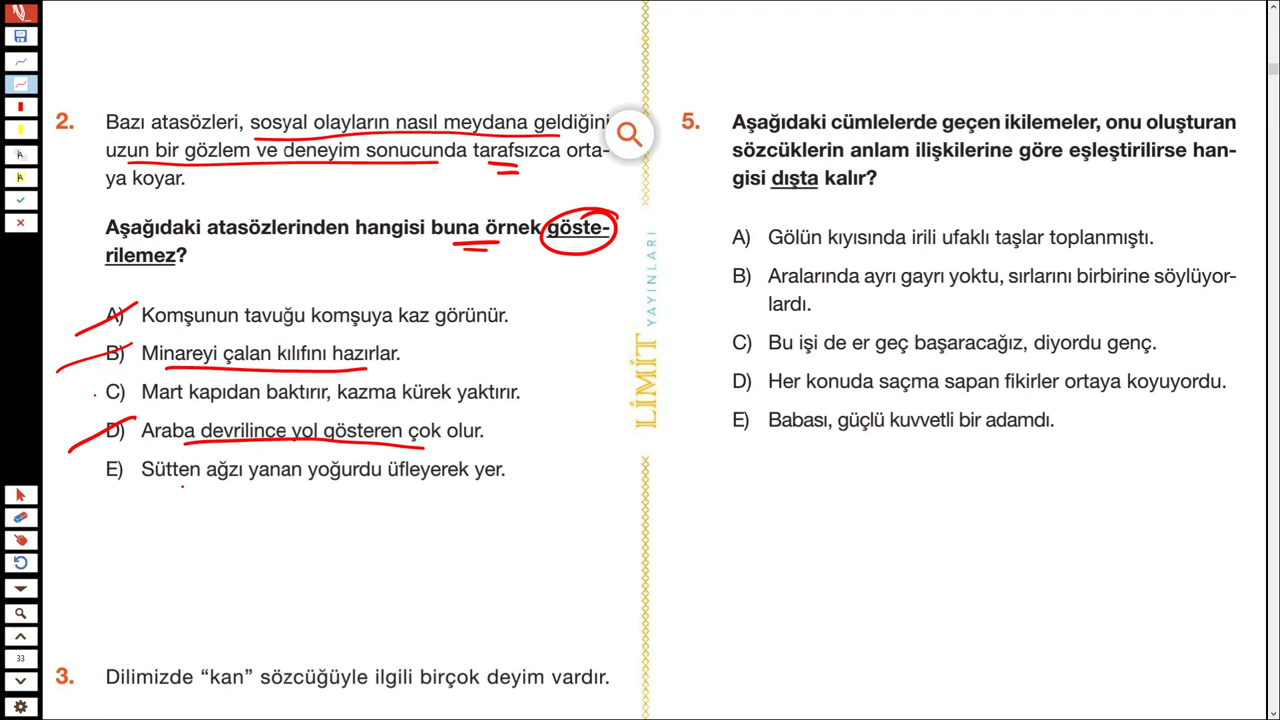 2.
Bazı atasözleri, sosyal olayların nasıl meydana geldiğini
uzun bir gözlem ve deneyim sonucunda tarafsızca orta-
ya koyar.
Aşağıdaki atasözlerinden hangisi buna örnek göste-
rilemez?
A) Komşunun tavuğu komşuya kaz görünür.
B) Minareyi çalan kılıfını hazırlar.
C) Mart kapıdan baktırır, kazma kürek yaktırır.
D) Araba devrilince yol gösteren çok olur.
E) Sütten ağzı yanan yoğurdu üfleyerek yer.
3. Dilimizde “kan” sözcüğüyle ilgili birçok deyim vardır.
LİMİT YAYINLARI
5.
Aşağıdaki cümlelerde geçen ikilemeler, onu oluşturan
sözcüklerin anlam ilişkilerine göre eşleştirilirse han-
gisi dışta kalır?
A) Gölün kıyısında irili ufaklı taşlar toplanmıştı.
B) Aralarında ayrı gayrı yoktu, sırlarını birbirine söylüyor-
lardı.
C) Bu işi de er geç başaracağız, diyordu genç.
D) Her konuda saçma sapan fikirler ortaya koyuyordu.
E) Babası, güçlü kuvvetli bir adamdı.
A
A
33